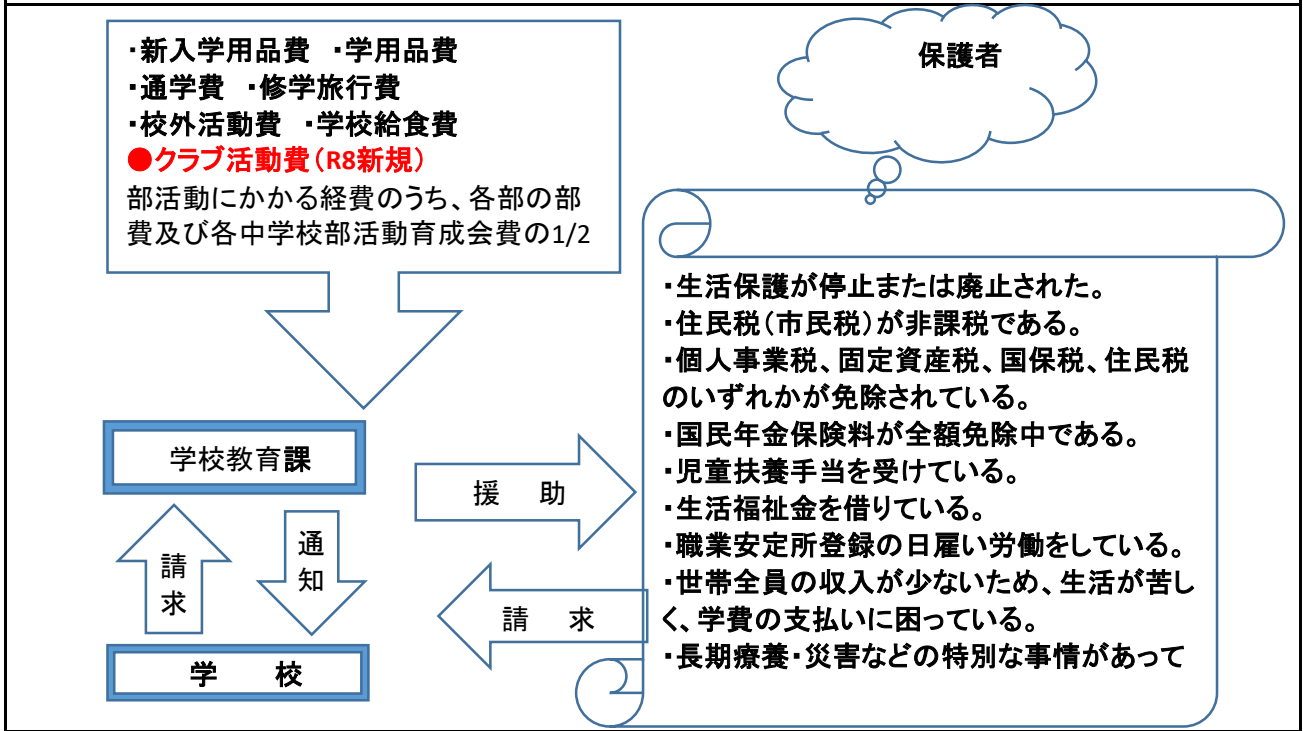 ・新入学用品費 ・学用品費
・通学費 ・修学旅行費
・校外活動費 ・学校給食費
●クラブ活動費（R8新規）
部活動にかかる経費のうち、各部の部
費及び各中学校部活動育成会費の1/2
保護者
・生活保護が停止または廃止された。
・住民税（市民税）が非課税である。
・個人事業税、固定資産税、国保税、住民税
のいずれかが免除されている。
・国民年金保険料が全額免除中である。
・児童扶養手当を受けている。
・生活福祉金を借りている。
・職業安定所登録の日雇い労働をしている。
・世帯全員の収入が少ないため、生活が苦し
く、学費の支払いに困っている。
・長期療養・災害などの特別な事情があって
学校教育課
援 助
請 求
請
求
通
知
学 校